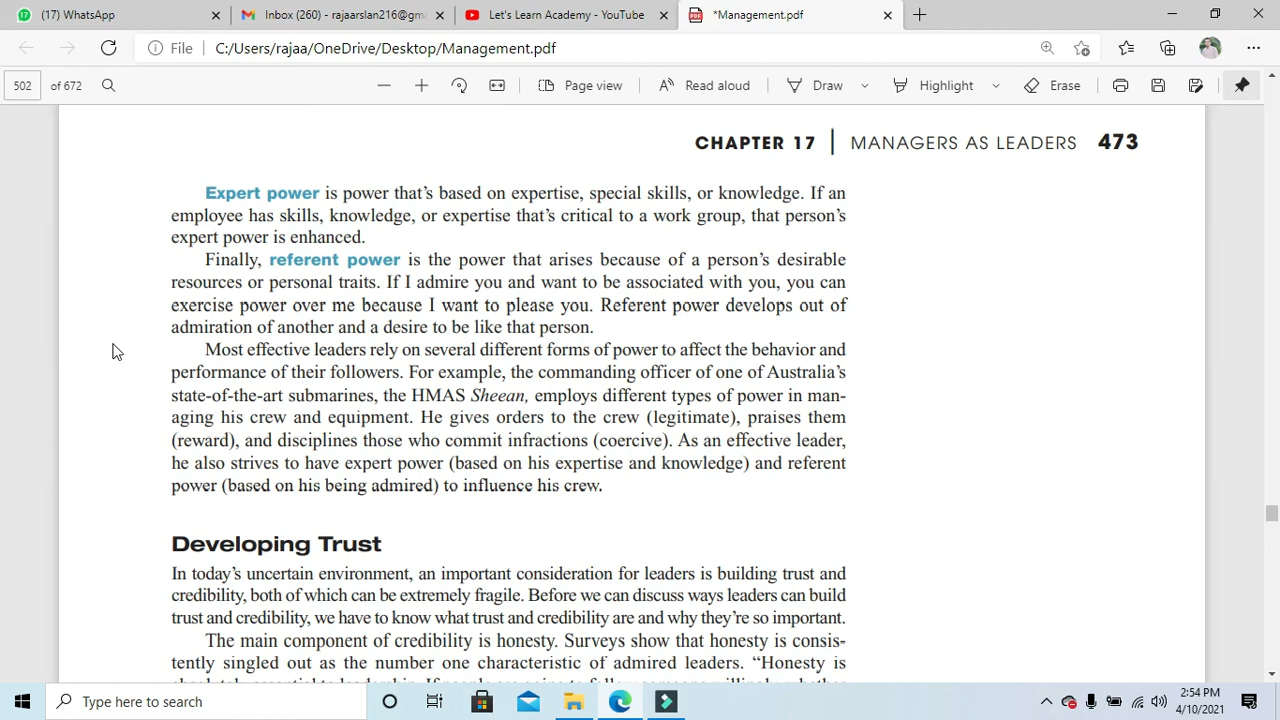 (17) WhatsApp
Inbox (260) - rajaarslan216@gm
Let's Learn Academy - YouTube
*Management.pdf
File
C:/Users/rajaa/OneDrive/Desktop/Management.pdf
502 of 672
Page view
Read aloud
Draw
Highlight
Erase
CHAPTER 17 | MANAGERS AS LEADERS 473
Expert power is power that's based on expertise, special skills, or knowledge. If an
employee has skills, knowledge, or expertise that's critical to a work group, that person's
expert power is enhanced.
Finally, referent power is the power that arises because of a person's desirable
resources or personal traits. If I admire you and want to be associated with you, you can
exercise power over me because I want to please you. Referent power develops out of
admiration of another and a desire to be like that person.
Most effective leaders rely on several different forms of power to affect the behavior and
performance of their followers. For example, the commanding officer of one of Australia's
state-of-the-art submarines, the HMAS Sheean, employs different types of power in man-
aging his crew and equipment. He gives orders to the crew (legitimate), praises them
(reward), and disciplines those who commit infractions (coercive). As an effective leader,
he also strives to have expert power (based on his expertise and knowledge) and referent
power (based on his being admired) to influence his crew.
Developing Trust
In today's uncertain environment, an important consideration for leaders is building trust and
credibility, both of which can be extremely fragile. Before we can discuss ways leaders can build
trust and credibility, we have to know what trust and credibility are and why they're so important.
The main component of credibility is honesty. Surveys show that honesty is consis-
tently singled out as the number one characteristic of admired leaders. "Honesty is
Type here to search
2:54 PM
4/10/2021